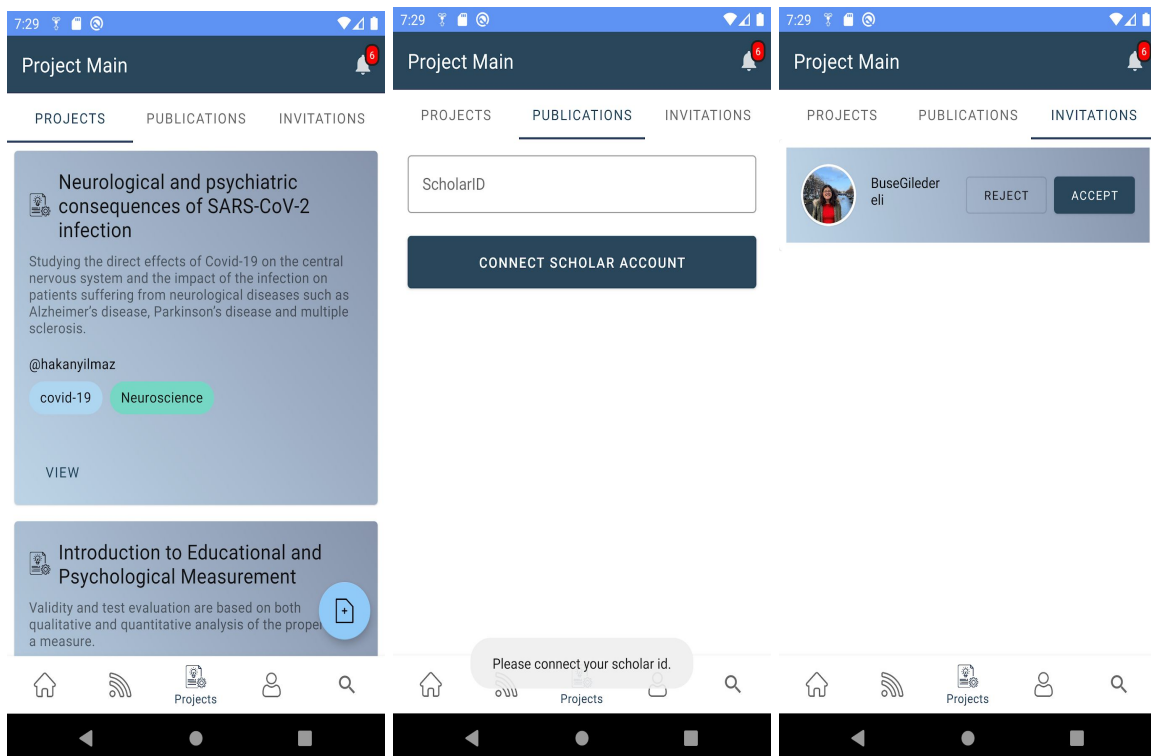 7:29
Project Main
6
PROJECTS
PUBLICATIONS
INVITATIONS
Neurological and psychiatric
consequences of SARS-CoV-2
infection
Studying the direct effects of Covid-19 on the central
nervous system and the impact of the infection on
patients suffering from neurological diseases such as
Alzheimer's disease, Parkinson's disease and multiple
sclerosis.
@hakanyilmaz
covid-19
Neuroscience
VIEW
Introduction to Educational and
Psychological Measurement
Validity and test evaluation are based on both
qualitative and quantitative analysis of the prope
a measure.
Projects
7:29
Project Main
6
PROJECTS
PUBLICATIONS
INVITATIONS
ScholarID
CONNECT SCHOLAR ACCOUNT
Please connect your scholar id.
Projects
7:29
Project Main
6
PROJECTS
PUBLICATIONS
INVITATIONS
BuseGileder
eli
REJECT
ACCEPT
Projects